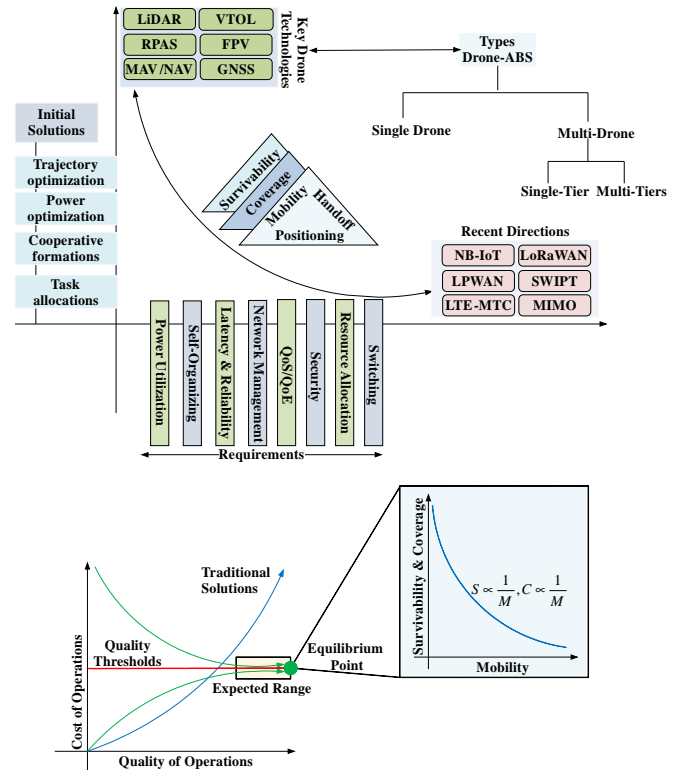 LiDAR
VTOL
RPAS
FPV
MAV/NAV
GNSS
Key Drone
Technologies
Types
Drone-ABS
Single Drone
Multi-Drone
Single-Tier
Multi-Tiers
Initial
Solutions
Trajectory
optimization
Power
optimization
Cooperative
formations
Task
allocations
Survivability
Coverage
Mobility
Handoff
Positioning
Recent Directions
NB-IoT
LoRaWAN
LPWAN
SWIPT
LTE-MTC
MIMO
Power Utilization
Self-Organizing
Latency & Reliability
Network Management
QoS/QoE
Security
Resource Allocation
Switching
Requirements
Traditional
Solutions
Quality
Thresholds
Equilibrium
Point
Expected Range
Cost of Operations
Quality of Operations
Survivability & Coverage
S ∝ 1/M, C ∝ 1/M
Mobility